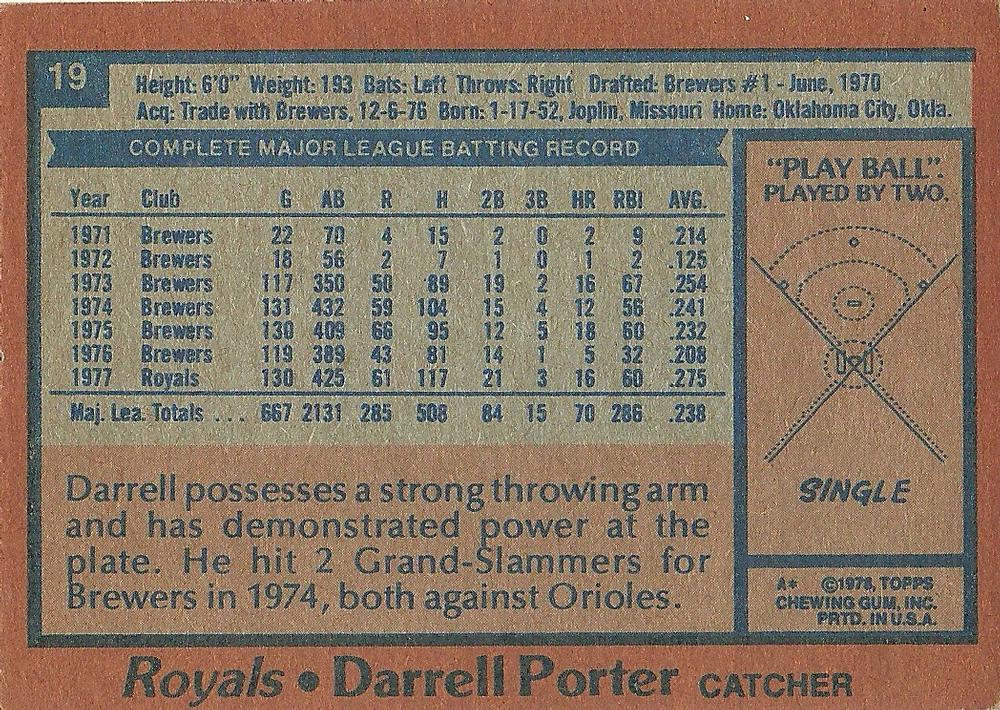 19
Height: 6'0" Weight: 193 Bats: Left Throws: Right Drafted: Brewers #1 - June, 1970
Acq: Trade with Brewers, 12-6-76 Born: 1-17-52, Joplin, Missouri Home: Oklahoma City, Okla.
COMPLETE MAJOR LEAGUE BATTING RECORD
Year Club G AB R H 2B 3B HR RBI AVG.
1971 Brewers 22 70 4 15 2 0 2 9 .214
1972 Brewers 18 56 2 7 1 0 1 2 .125
1973 Brewers 117 350 50 89 19 2 16 67 .254
1974 Brewers 131 432 59 104 15 4 12 56 .241
1975 Brewers 130 409 66 95 12 5 18 60 .232
1976 Brewers 119 389 43 81 14 1 5 32 .208
1977 Royals 130 425 61 117 21 3 16 60 .275
Maj. Lea. Totals ... 667 2131 285 508 84 15 70 286 .238
Darrell possesses a strong throwing arm
and has demonstrated power at the
plate. He hit 2 Grand-Slammers for
Brewers in 1974, both against Orioles.
"PLAY BALL".
PLAYED BY TWO.
SINGLE
A* ©1978, TOPPS
CHEWING GUM, INC.
PRTD. IN U.S.A.
Royals • Darrell Porter CATCHER